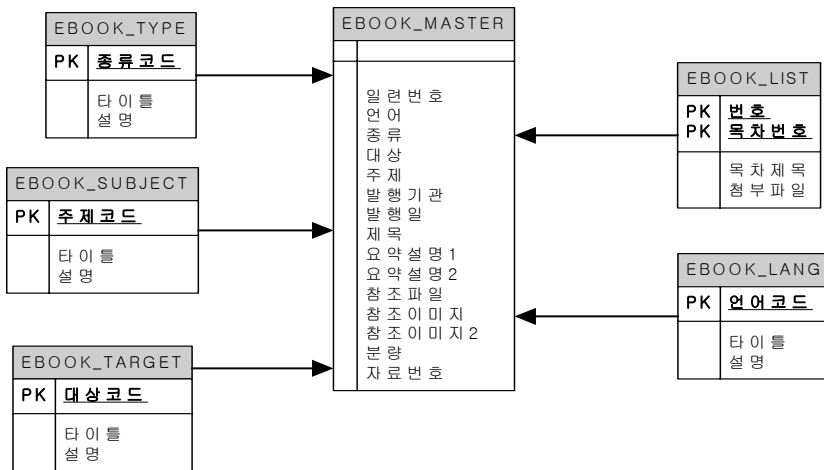 EBOOK_TYPE
PK 종류코드
타이틀
설명
EBOOK_SUBJECT
PK 주제코드
타이틀
설명
EBOOK_TARGET
PK 대상코드
타이틀
설명
EBOOK_MASTER
일련번호
언어
종류
대상
주제
발행기관
발행일
제목
요약설명1
요약설명2
참조파일
참조이미지
참조이미지2
분량
자료번호
EBOOK_LIST
PK 번호
PK 목차번호
목차제목
첨부파일
EBOOK_LANG
PK 언어코드
타이틀
설명